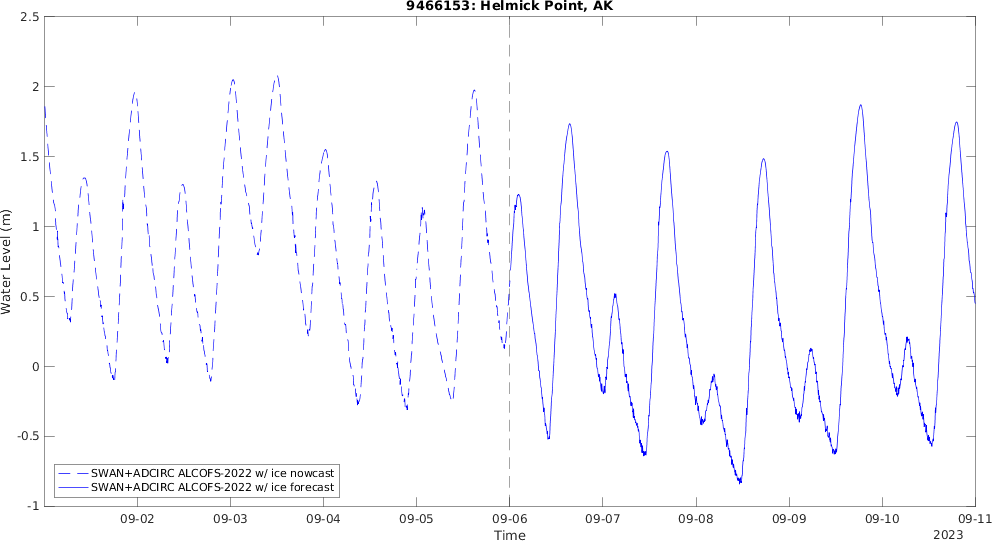 9466153: Helmick Point, AK
2.5
2
1.5
1
0.5
0
-0.5
-1
Water Level (m)
SWAN+ADCIRC ALCOFS-2022 w/ ice nowcast
SWAN+ADCIRC ALCOFS-2022 w/ ice forecast
09-02 09-03 09-04 09-05 09-06 09-07 09-08 09-09 09-10 09-11
Time
2023